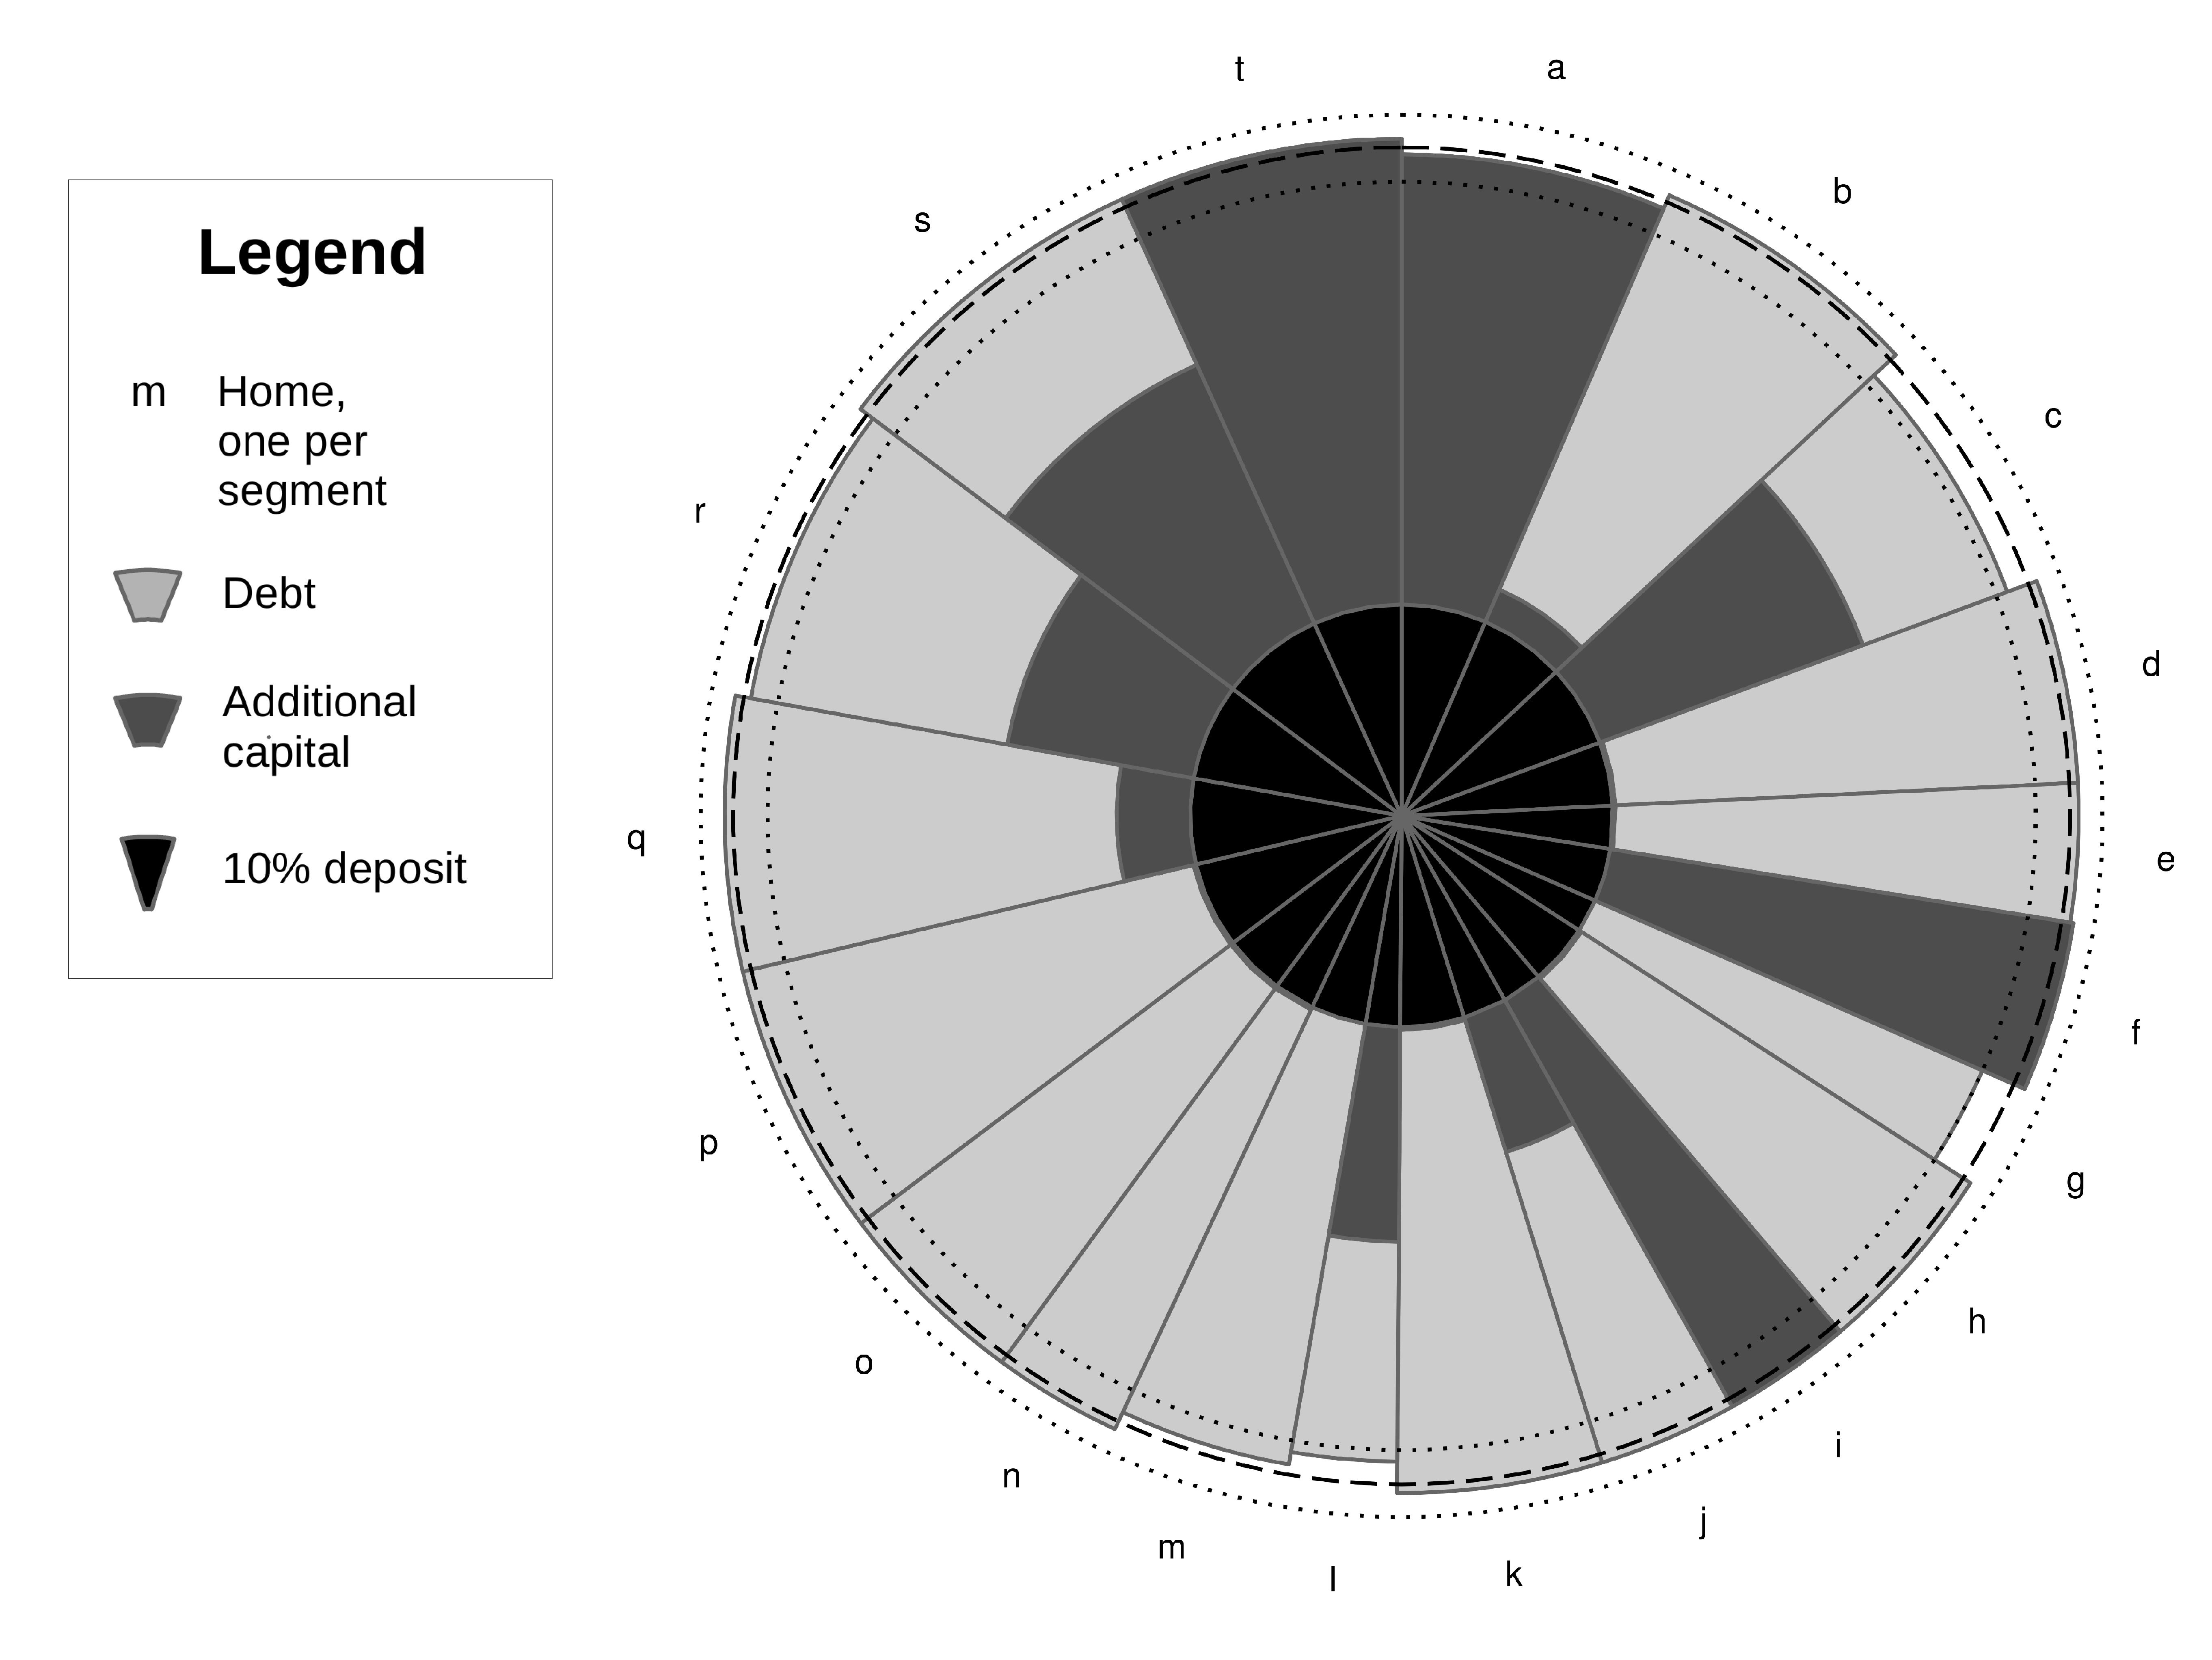 Legend
m Home,
one per
segment
Debt
Additional
capital
10% deposit
t
a
b
c
d
e
f
g
h
i
j
k
l
m
n
o
p
q
r
s